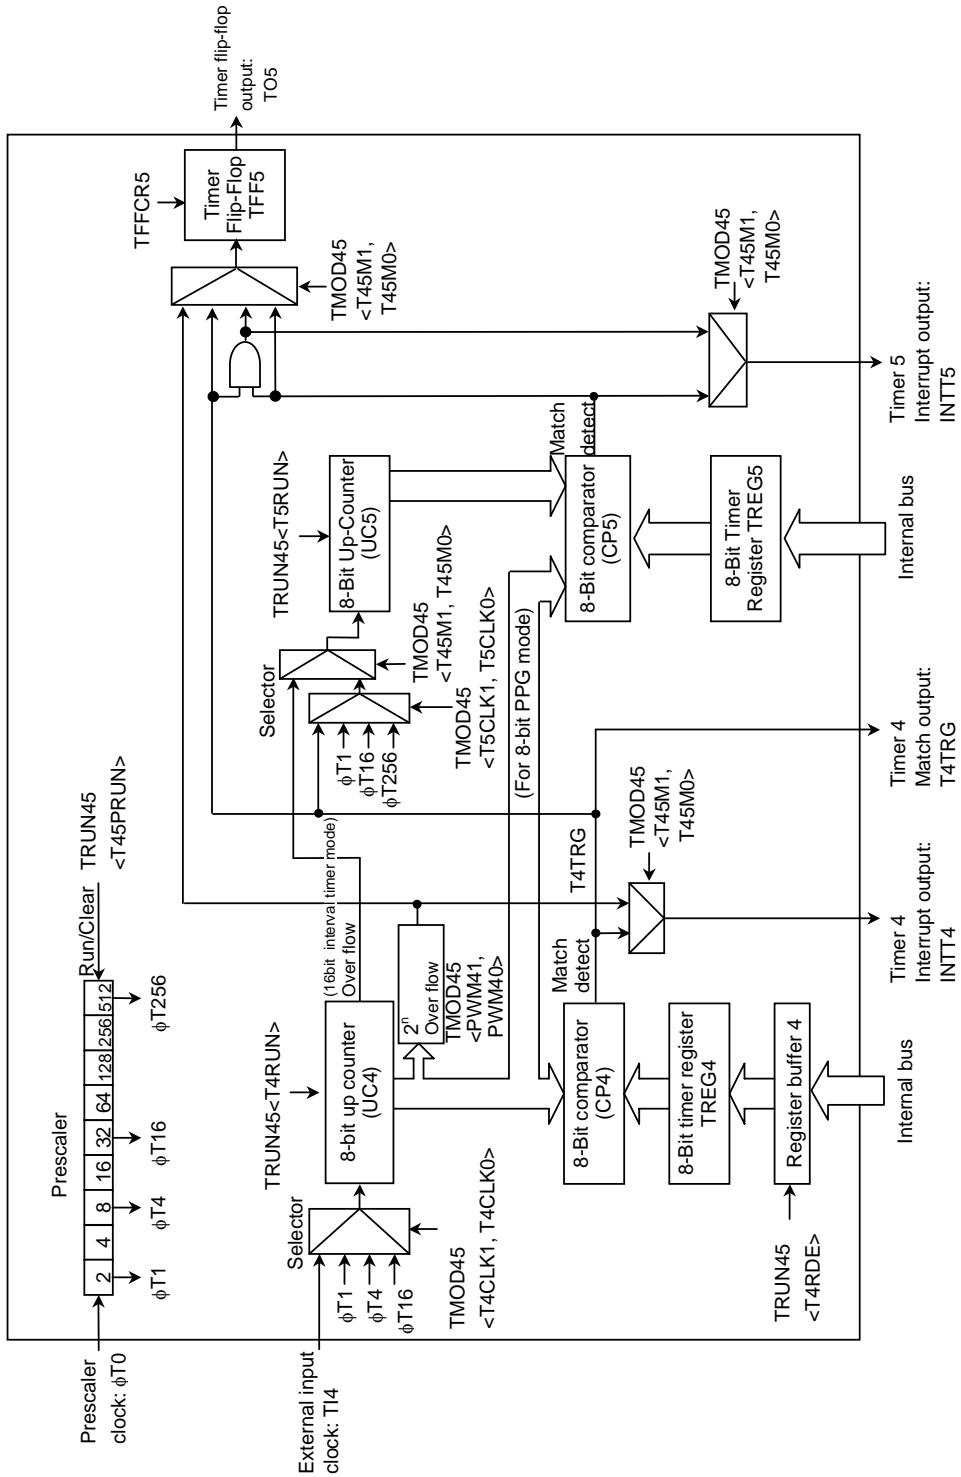 Prescaler
clock: φT0
Prescaler
2 4 8 16 32 64 128 256 512
φT1
φT4
φT16
φT256
Run/Clear
TRUN45
<T45PRUN>
External input
clock: TI4
Selector
φT1
φT4
φT16
TMOD45
<T4CLK1, T4CLK0>
TRUN45<T4RUN>
8-bit up counter
(UC4)
(16bit interval timer mode)
Over flow
2n
Over flow
TMOD45
<PWM41,
PWM40>
Selector
φT1
φT16
φT256
TMOD45
<T5CLK1, T5CLK0>
TMOD45
<T45M1, T45M0>
TRUN45<T5RUN>
8-Bit Up-Counter
(UC5)
TMOD45
<T45M1,
T45M0>
TFFCR5
Timer
Flip-Flop
TFF5
Timer flip-flop
output:
TO5
(For 8-bit PPG mode)
8-Bit comparator
(CP4)
Match
detect
T4TRG
8-Bit timer register
TREG4
Register buffer 4
TRUN45
<T4RDE>
Internal bus
TMOD45
<T45M1,
T45M0>
Timer 4
Interrupt output:
INTT4
Timer 4
Match output:
T4TRG
8-Bit comparator
(CP5)
Match
detect
8-Bit Timer
Register TREG5
Internal bus
TMOD45
<T45M1,
T45M0>
Timer 5
Interrupt output:
INTT5